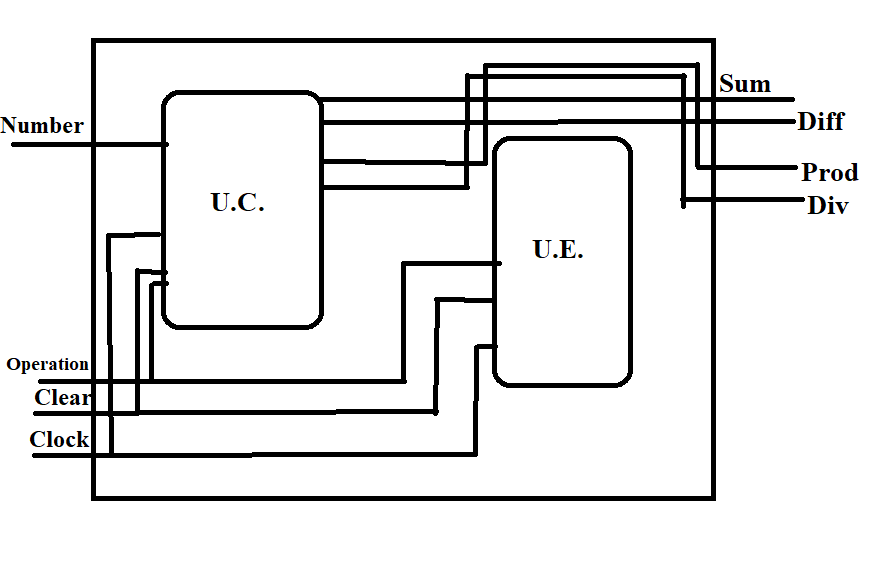 Sum
Diff
Number
Prod
U.C.
Div
U.E.
Operation
Clear
Clock